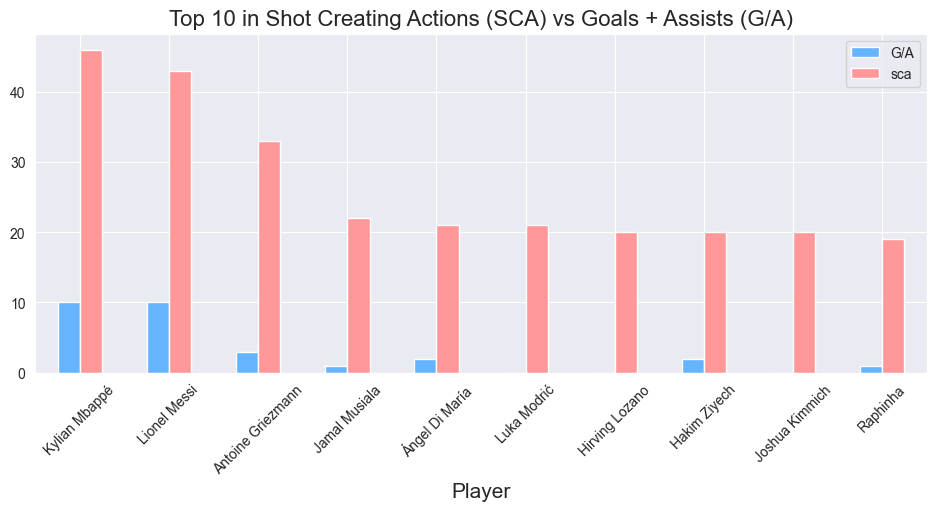 Top 10 in Shot Creating Actions (SCA) vs Goals + Assists (G/A)
G/A
sca
40
30
20
10
0
Kylian Mbappé
Lionel Messi
Antoine Griezmann
Jamal Musiala
Ángel Di María
Luka Modrić
Hirving Lozano
Hakim Ziyech
Joshua Kimmich
Raphinha
Player